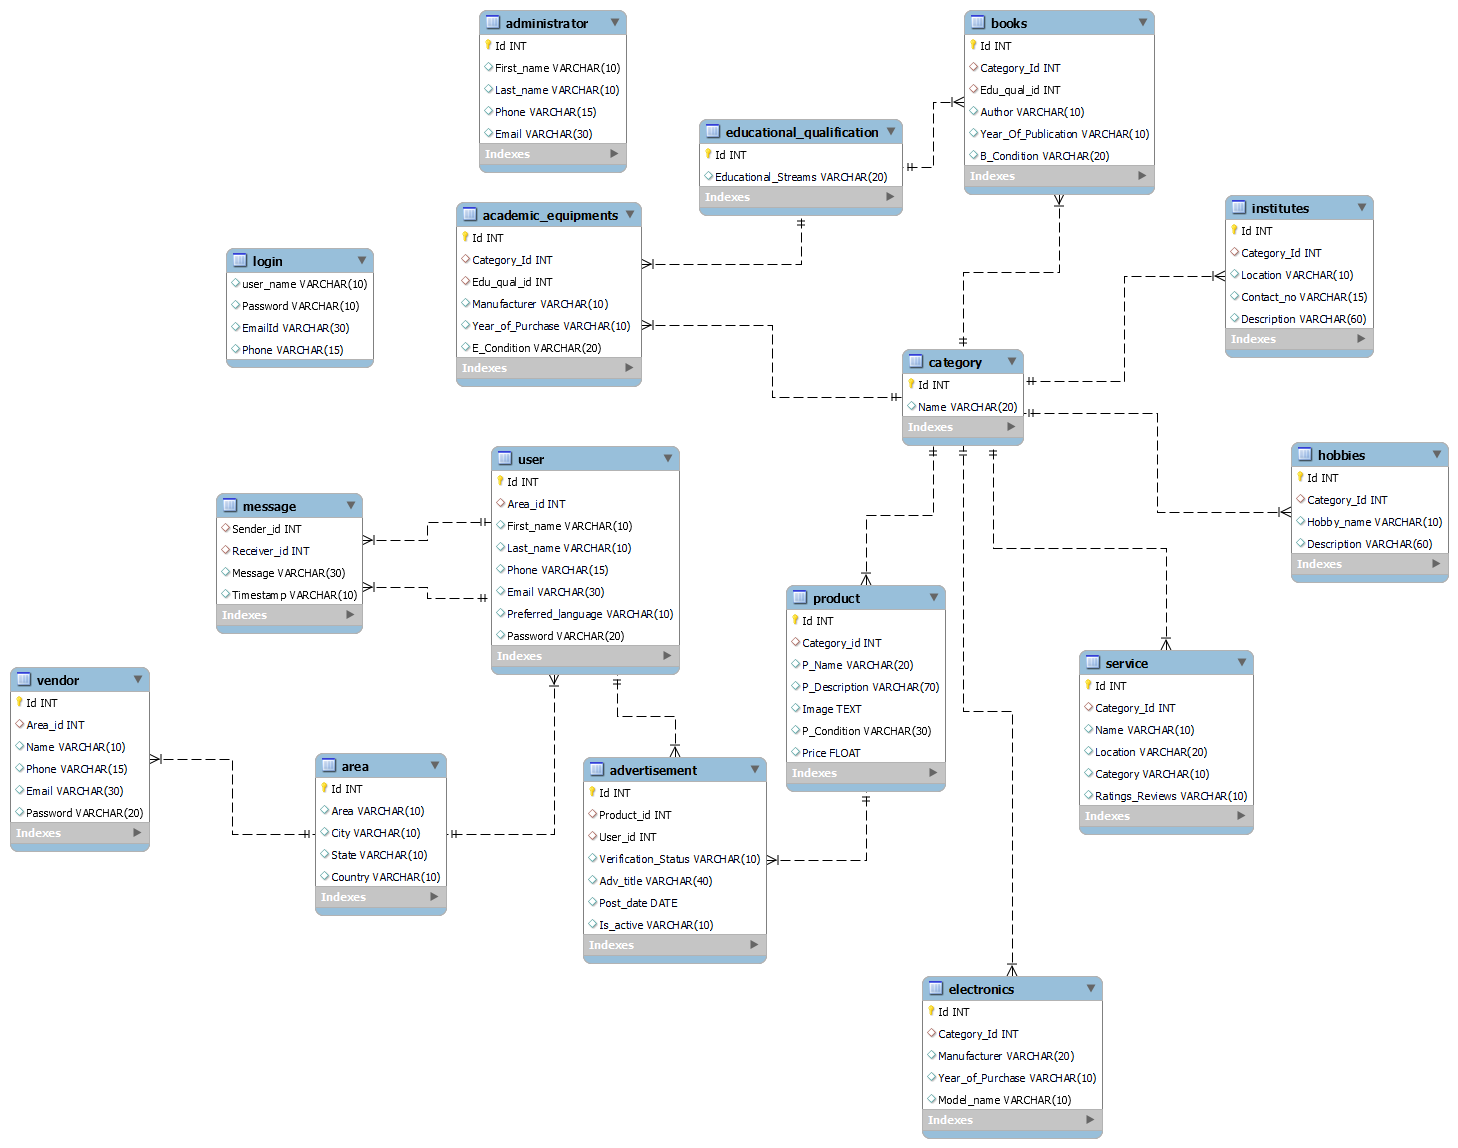 administrator
Id INT
First_name VARCHAR(10)
Last_name VARCHAR(10)
Phone VARCHAR(15)
Email VARCHAR(30)
Indexes
books
Id INT
Category_Id INT
Edu_qual_id INT
Author VARCHAR(10)
Year_Of_Publication VARCHAR(10)
B_Condition VARCHAR(20)
Indexes
educational_qualification
Id INT
Educational_Streams VARCHAR(20)
Indexes
academic_equipments
Id INT
Category_Id INT
Edu_qual_id INT
Manufacturer VARCHAR(10)
Year_of_Purchase VARCHAR(10)
E_Condition VARCHAR(20)
Indexes
institutes
Id INT
Category_Id INT
Location VARCHAR(10)
Contact_no VARCHAR(15)
Description VARCHAR(60)
Indexes
login
user_name VARCHAR(10)
Password VARCHAR(10)
EmailId VARCHAR(30)
Phone VARCHAR(15)
category
Id INT
Name VARCHAR(20)
Indexes
hobbies
Id INT
Category_Id INT
Hobby_name VARCHAR(10)
Description VARCHAR(60)
Indexes
user
Id INT
Area_id INT
First_name VARCHAR(10)
Last_name VARCHAR(10)
Phone VARCHAR(15)
Email VARCHAR(30)
Preferred_language VARCHAR(10)
Password VARCHAR(20)
Indexes
message
Sender_id INT
Receiver_id INT
Message VARCHAR(30)
Timestamp VARCHAR(10)
Indexes
product
Id INT
Category_id INT
P_Name VARCHAR(20)
P_Description VARCHAR(70)
Image TEXT
P_Condition VARCHAR(30)
Price FLOAT
Indexes
service
Id INT
Category_Id INT
Name VARCHAR(10)
Location VARCHAR(20)
Category VARCHAR(10)
Ratings_Reviews VARCHAR(10)
Indexes
vendor
Id INT
Area_id INT
Name VARCHAR(10)
Phone VARCHAR(15)
Email VARCHAR(30)
Password VARCHAR(20)
Indexes
area
Id INT
Area VARCHAR(10)
City VARCHAR(10)
State VARCHAR(10)
Country VARCHAR(10)
Indexes
advertisement
Id INT
Product_id INT
User_id INT
Verification_Status VARCHAR(10)
Adv_title VARCHAR(40)
Post_date DATE
Is_active VARCHAR(10)
Indexes
electronics
Id INT
Category_Id INT
Manufacturer VARCHAR(20)
Year_of_Purchase VARCHAR(10)
Model_name VARCHAR(10)
Indexes